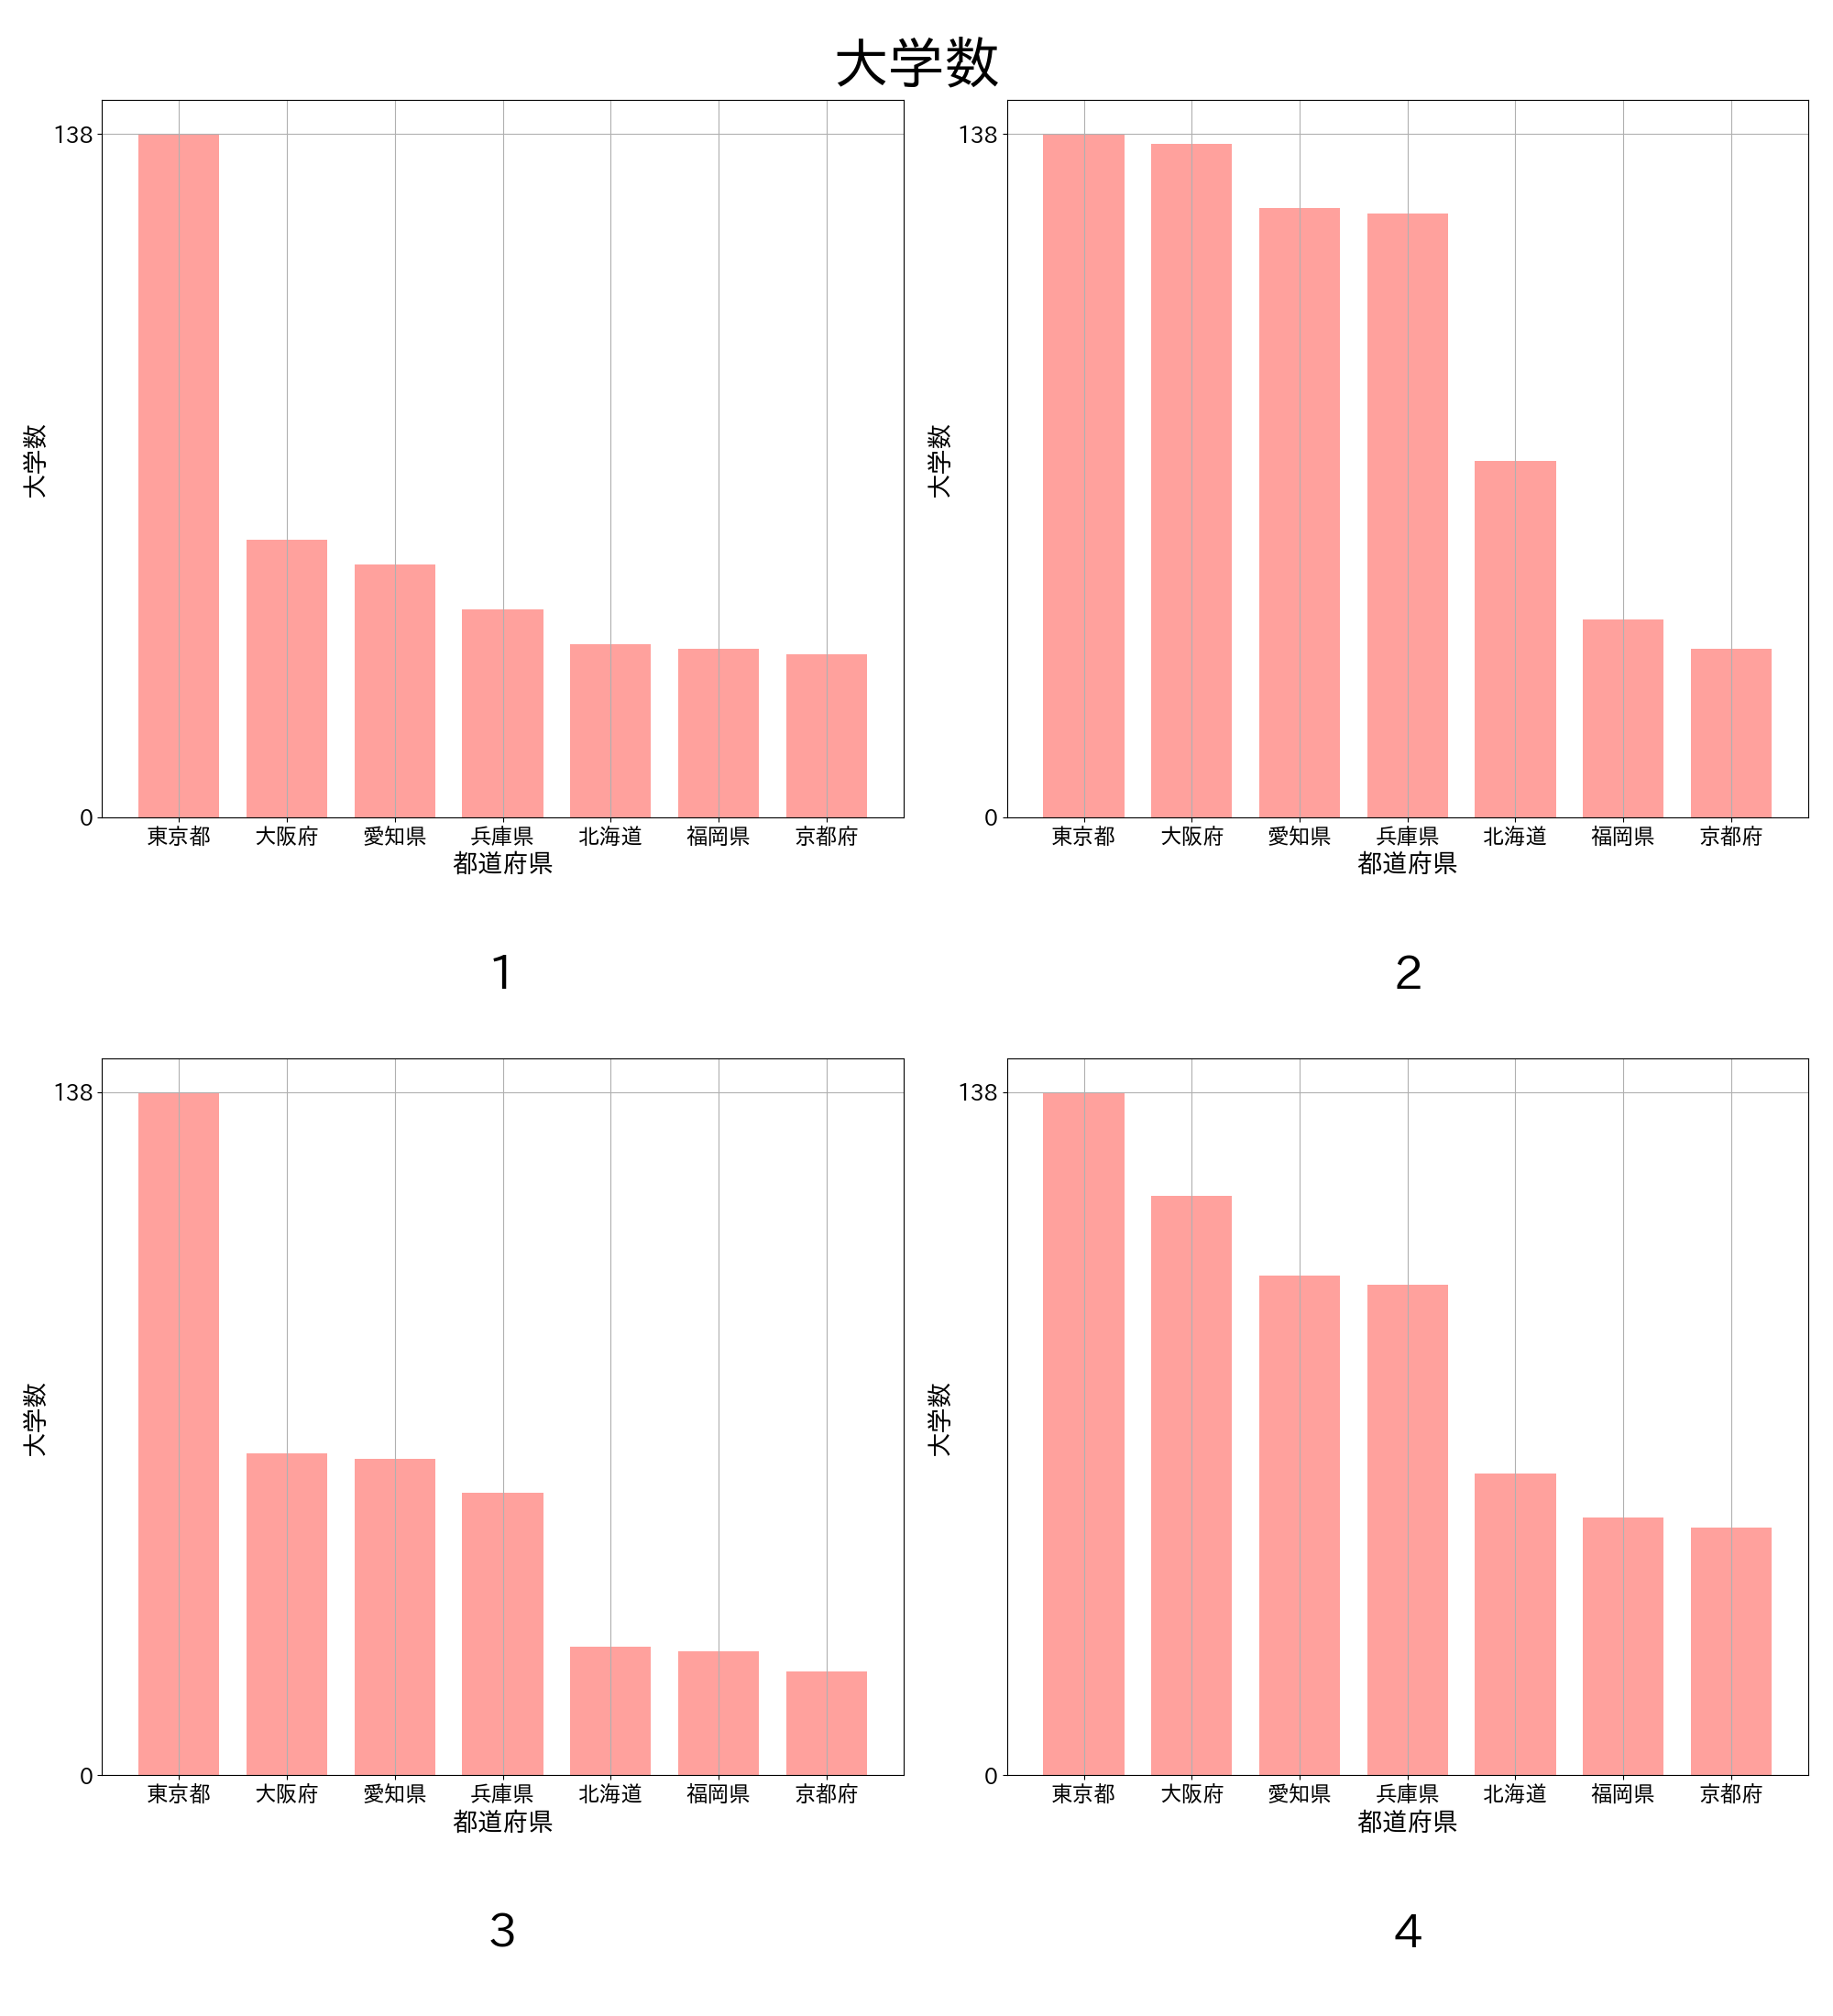 大学数
138
0
大学数
東京都 大阪府 愛知県 兵庫県 北海道 福岡県 京都府
都道府県
1
138
0
大学数
東京都 大阪府 愛知県 兵庫県 北海道 福岡県 京都府
都道府県
2
138
0
大学数
東京都 大阪府 愛知県 兵庫県 北海道 福岡県 京都府
都道府県
3
138
0
大学数
東京都 大阪府 愛知県 兵庫県 北海道 福岡県 京都府
都道府県
4